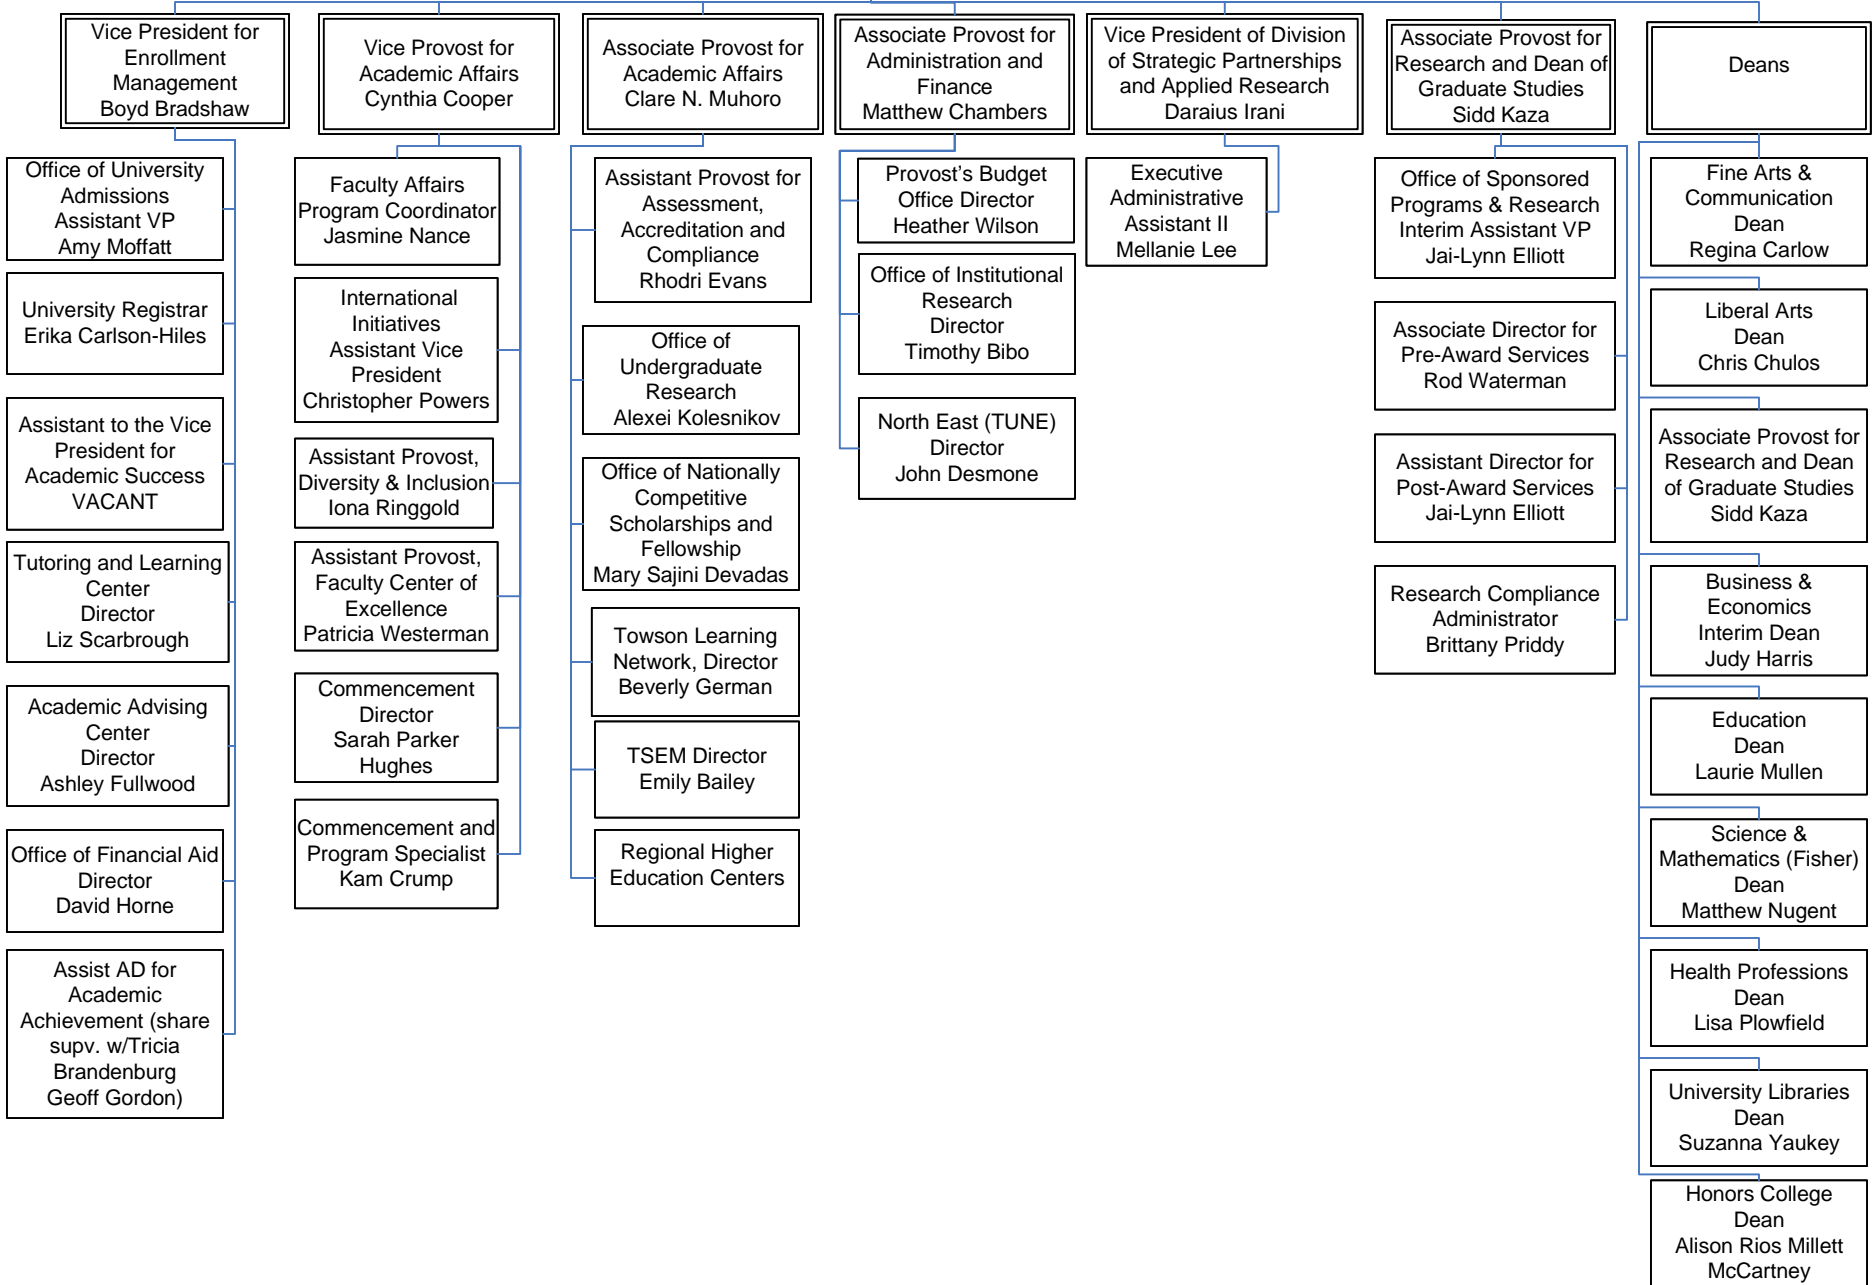 Vice President for
Enrollment
Management
Boyd Bradshaw
Vice Provost for
Academic Affairs
Cynthia Cooper
Associate Provost for
Academic Affairs
Clare N. Muhoro
Associate Provost for
Administration and
Finance
Matthew Chambers
Vice President of Division
of Strategic Partnerships
and Applied Research
Daraius Irani
Associate Provost for
Research and Dean of
Graduate Studies
Sidd Kaza
Deans
Office of University
Admissions
Assistant VP
Amy Moffatt
University Registrar
Erika Carlson-Hiles
Assistant to the Vice
President for
Academic Success
VACANT
Tutoring and Learning
Center
Director
Liz Scarbrough
Academic Advising
Center
Director
Ashley Fullwood
Office of Financial Aid
Director
David Horne
Assist AD for
Academic
Achievement (share
supv. w/Tricia
Brandenburg
Geoff Gordon)
Faculty Affairs
Program Coordinator
Jasmine Nance
International
Initiatives
Assistant Vice
President
Christopher Powers
Assistant Provost,
Diversity & Inclusion
Iona Ringgold
Assistant Provost,
Faculty Center of
Excellence
Patricia Westerman
Commencement
Director
Sarah Parker
Hughes
Commencement and
Program Specialist
Kam Crump
Assistant Provost for
Assessment,
Accreditation and
Compliance
Rhodri Evans
Office of
Undergraduate
Research
Alexei Kolesnikov
Office of Nationally
Competitive
Scholarships and
Fellowship
Mary Sajini Devadas
Towson Learning
Network, Director
Beverly German
TSEM Director
Emily Bailey
Regional Higher
Education Centers
Provost's Budget
Office Director
Heather Wilson
Office of Institutional
Research
Director
Timothy Bibo
North East (TUNE)
Director
John Desmone
Executive
Administrative
Assistant II
Mellanie Lee
Office of Sponsored
Programs & Research
Interim Assistant VP
Jai-Lynn Elliott
Associate Director for
Pre-Award Services
Rod Waterman
Assistant Director for
Post-Award Services
Jai-Lynn Elliott
Research Compliance
Administrator
Brittany Priddy
Fine Arts &
Communication
Dean
Regina Carlow
Liberal Arts
Dean
Chris Chulos
Associate Provost for
Research and Dean
of Graduate Studies
Sidd Kaza
Business &
Economics
Interim Dean
Judy Harris
Education
Dean
Laurie Mullen
Science &
Mathematics (Fisher)
Dean
Matthew Nugent
Health Professions
Dean
Lisa Plowfield
University Libraries
Dean
Suzanna Yaukey
Honors College
Dean
Alison Rios Millett
McCartney